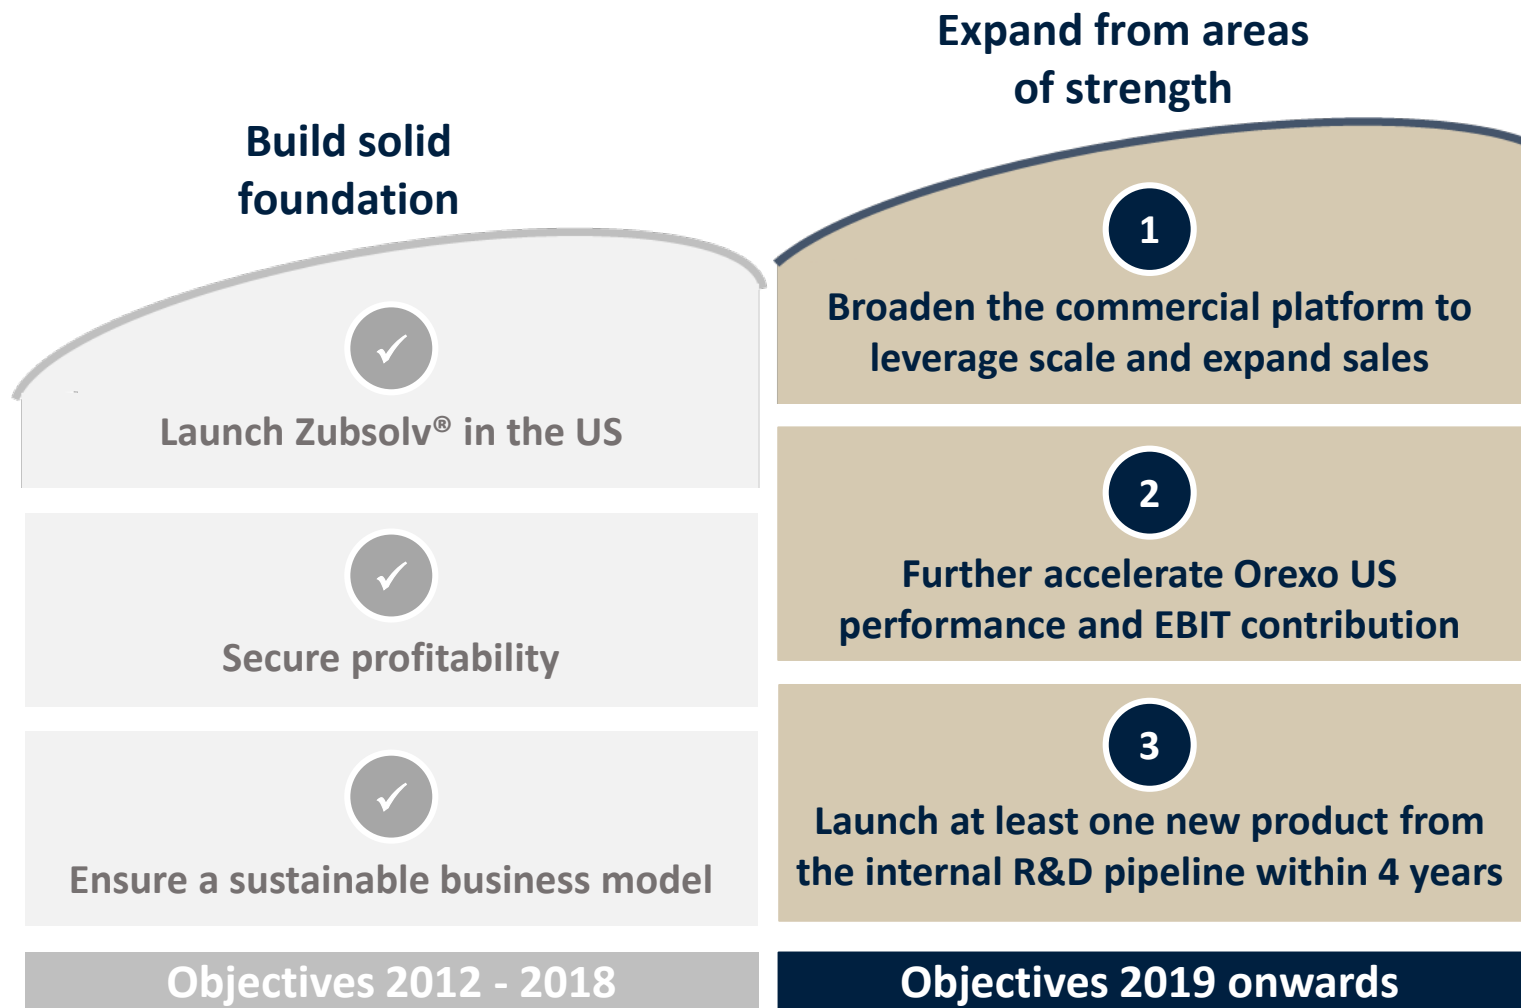 Build solid
foundation
✓
Launch Zubsolv® in the US
✓
Secure profitability
✓
Ensure a sustainable business model
Objectives 2012 - 2018
Expand from areas
of strength
1
Broaden the commercial platform to
leverage scale and expand sales
2
Further accelerate Orexo US
performance and EBIT contribution
3
Launch at least one new product from
the internal R&D pipeline within 4 years
Objectives 2019 onwards